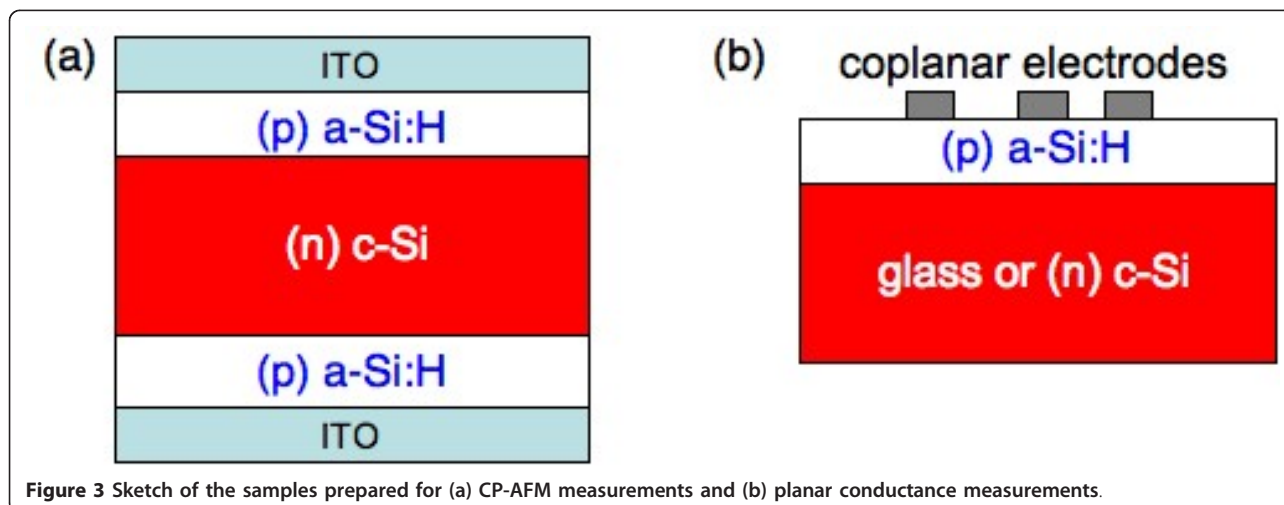 (a)
ITO
(p) a-Si:H
(n) c-Si
(p) a-Si:H
ITO
(b)
coplanar electrodes
(p) a-Si:H
glass or (n) c-Si
Figure 3 Sketch of the samples prepared for (a) CP-AFM measurements and (b) planar conductance measurements.